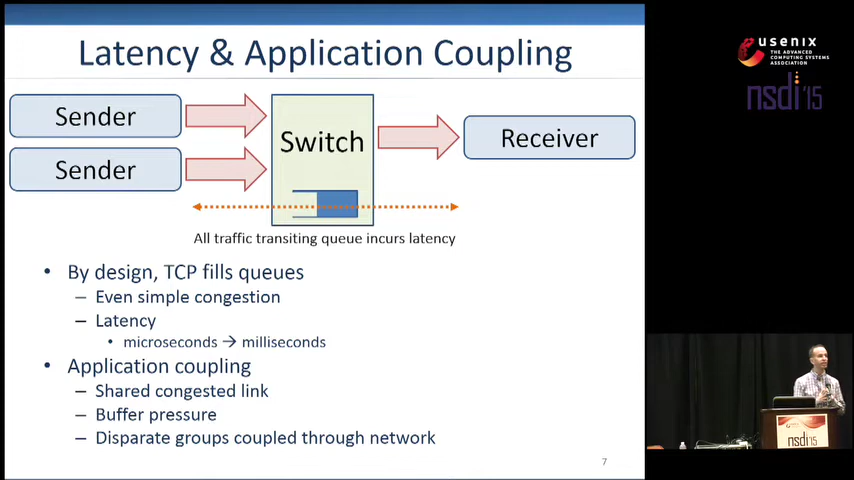 Latency & Application Coupling
Sender
Sender
Switch
Receiver
All traffic transiting queue incurs latency
• By design, TCP fills queues
– Even simple congestion
– Latency
• microseconds → milliseconds
• Application coupling
– Shared congested link
– Buffer pressure
– Disparate groups coupled through network
7
usenix
THE ADVANCED
COMPUTING SYSTEMS
ASSOCIATION
nsdi '15
nsdi'15